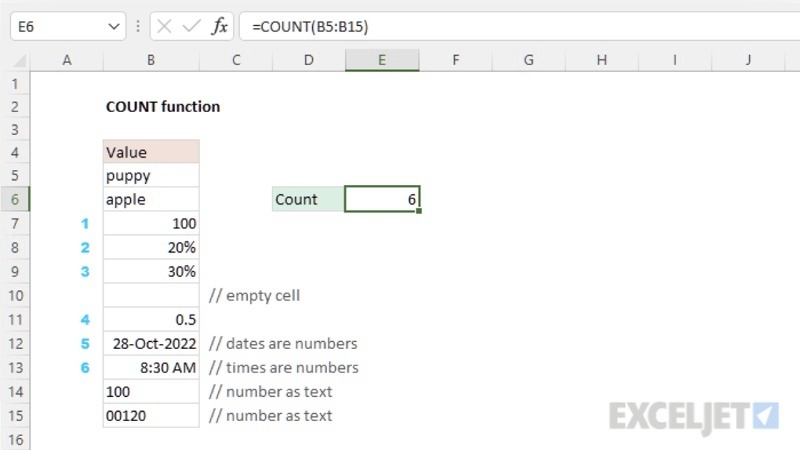 E6 fx =COUNT(B5:B15)
A B C D E F G H I J
1
2 COUNT function
3
4 Value
5 puppy
6 apple Count 6
7 1 100
8 2 20%
9 3 30%
10 // empty cell
11 4 0.5
12 5 28-Oct-2022 // dates are numbers
13 6 8:30 AM // times are numbers
14 100 // number as text
15 00120 // number as text
16
EXCELJET